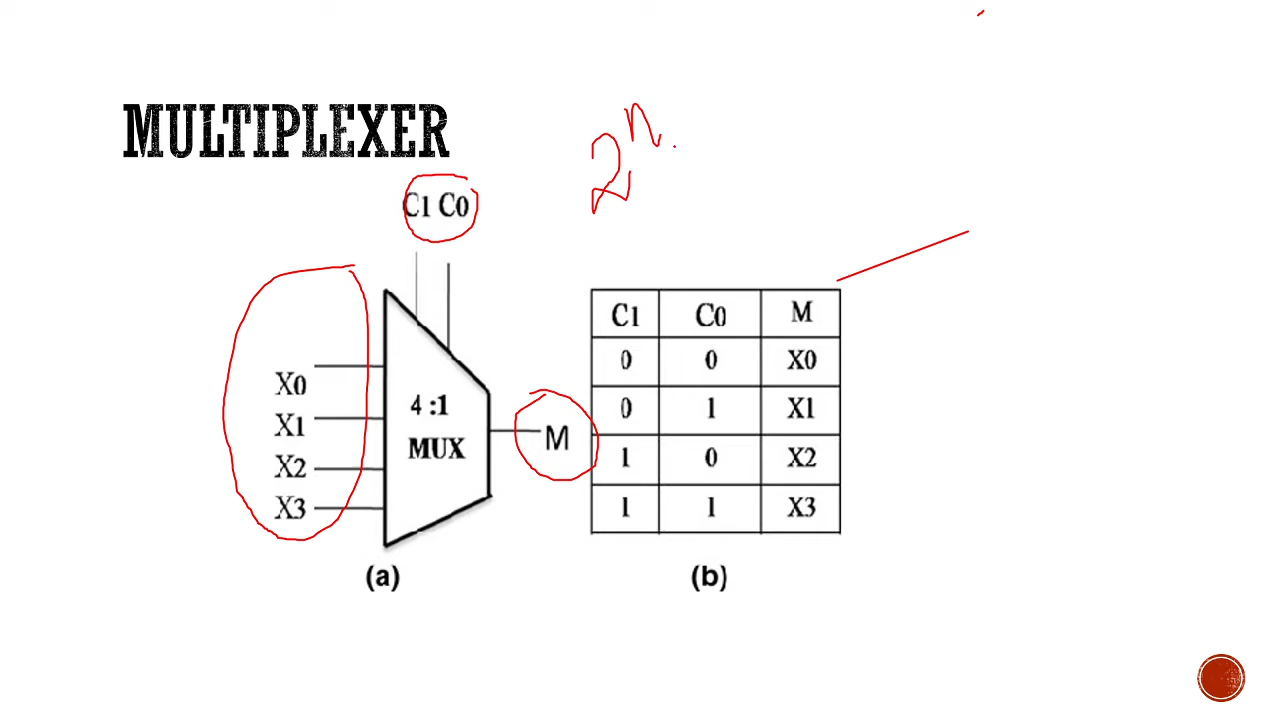 MULTIPLEXER
2ⁿ.
C1 C0
X0
X1
X2
X3
4 :1
MUX
M
C1 C0 M
0 0 X0
0 1 X1
1 0 X2
1 1 X3
(a)
(b)